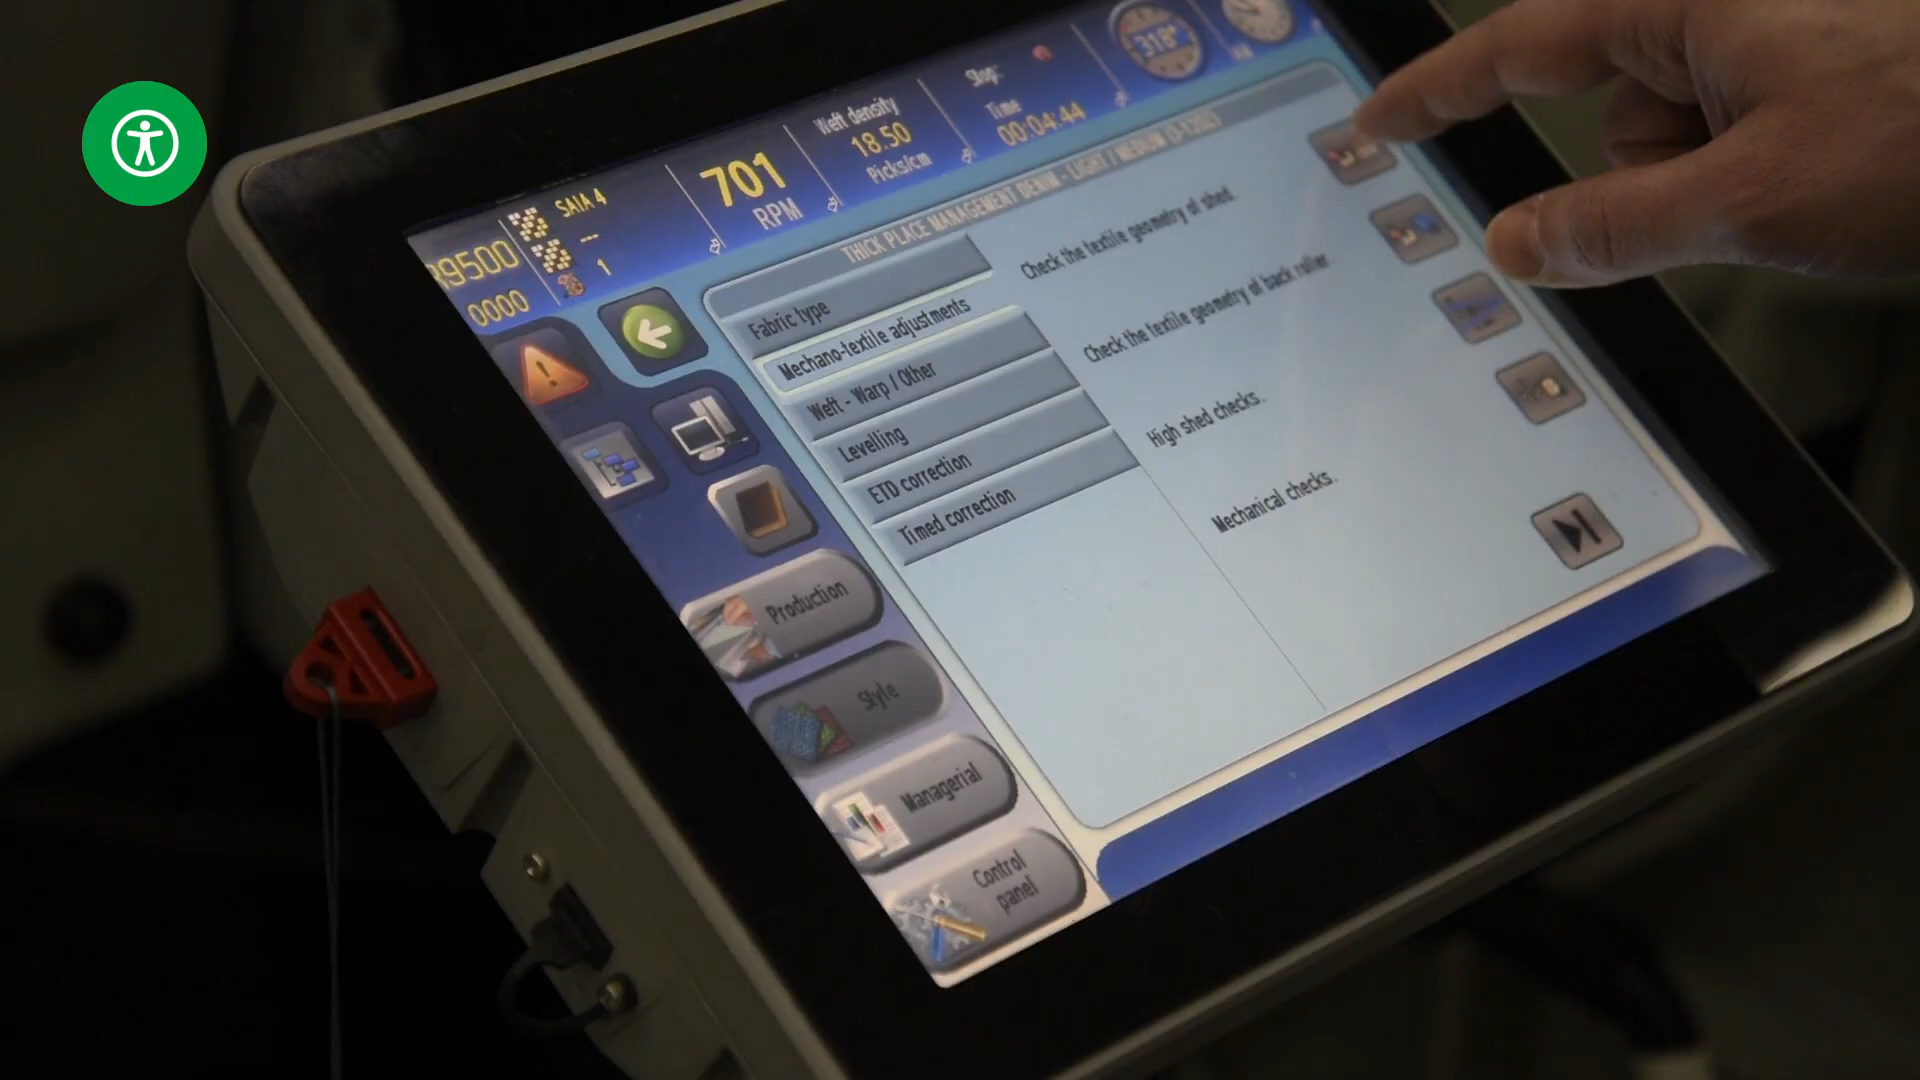 R9500
0000
SAIA 4
---
1
701
RPM
Weft density
18.50
Picks/cm
Stop:
Time
00:04:44
318°
THICK PLACE MANAGEMENT DENIM - LIGHT / MEDIUM
Fabric type
Mechano-textile adjustments
Weft - Warp / Other
Levelling
ETD correction
Timed correction
Check the textile geometry of shed.
Check the textile geometry of back roller.
High shed checks.
Mechanical checks.
Production
Style
Managerial
Control
panel